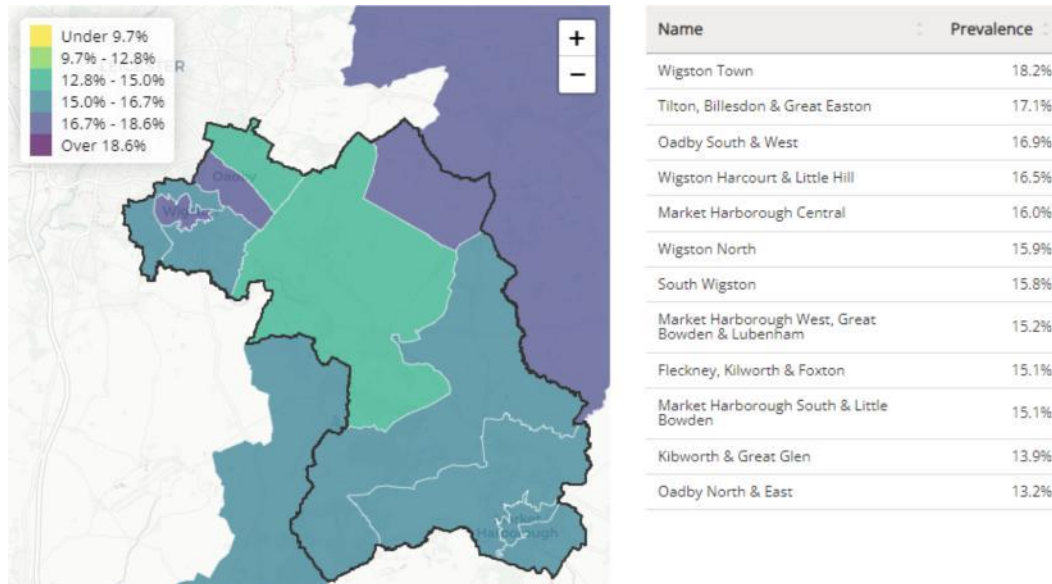 Under 9.7%
9.7% - 12.8%
12.8% - 15.0%
15.0% - 16.7%
16.7% - 18.6%
Over 18.6%
+
−
Name Prevalence
Wigston Town 18.2%
Tilton, Billesdon & Great Easton 17.1%
Oadby South & West 16.9%
Wigston Harcourt & Little Hill 16.5%
Market Harborough Central 16.0%
Wigston North 15.9%
South Wigston 15.8%
Market Harborough West, Great
Bowden & Lubenham 15.2%
Fleckney, Kilworth & Foxton 15.1%
Market Harborough South & Little
Bowden 15.1%
Kibworth & Great Glen 13.9%
Oadby North & East 13.2%
Oadby
Market
Harborough